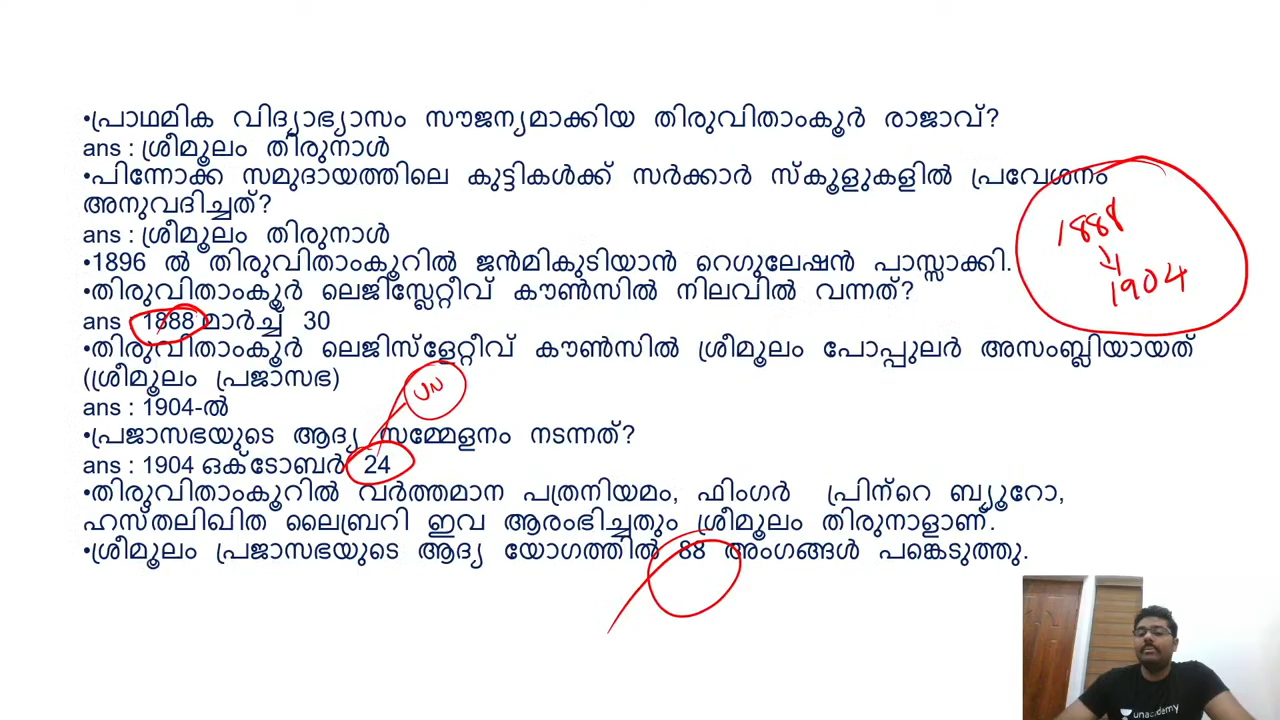 •പ്രാഥമിക വിദ്യാഭ്യാസം സൗജന്യമാക്കിയ തിരുവിതാംകൂർ രാജാവ്?
ans : ശ്രീമൂലം തിരുനാൾ
•പിന്നോക്ക സമുദായത്തിലെ കുട്ടികൾക്ക് സർക്കാർ സ്കൂളുകളിൽ പ്രവേശനം
അനുവദിച്ചത്?
ans : ശ്രീമൂലം തിരുനാൾ
•1896 ൽ തിരുവിതാംകൂറിൽ ജൻമികുടിയാൻ റെഗുലേഷൻ പാസ്സാക്കി.
•തിരുവിതാംകൂർ ലെജിസ്ലേറ്റീവ് കൗൺസിൽ നിലവിൽ വന്നത്?
ans : 1888 മാർച്ച് 30
•തിരുവിതാംകൂർ ലെജിസ്ളേറ്റീവ് കൗൺസിൽ ശ്രീമൂലം പോപ്പുലർ അസംബ്ലിയായത്
(ശ്രീമൂലം പ്രജാസഭ)
ans : 1904-ൽ
•പ്രജാസഭയുടെ ആദ്യ സമ്മേളനം നടന്നത്?
ans : 1904 ഒക്ടോബർ 24
•തിരുവിതാംകൂറിൽ വർത്തമാന പത്രനിയമം, ഫിംഗർ പ്രിന്റെ ബ്യൂറോ,
ഹസ്തലിഖിത ലൈബ്രറി ഇവ ആരംഭിച്ചതും ശ്രീമൂലം തിരുനാളാണ്.
•ശ്രീമൂലം പ്രജാസഭയുടെ ആദ്യ യോഗത്തിൽ 88 അംഗങ്ങൾ പങ്കെടുത്തു.
1888
1904
UN
unacademy